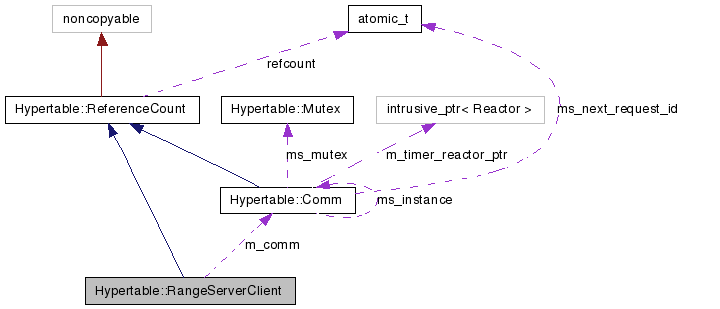 noncopyable
atomic_t
refcount
Hypertable::ReferenceCount
Hypertable::Mutex
intrusive_ptr< Reactor >
ms_next_request_id
ms_mutex
m_timer_reactor_ptr
Hypertable::Comm
ms_instance
m_comm
Hypertable::RangeServerClient